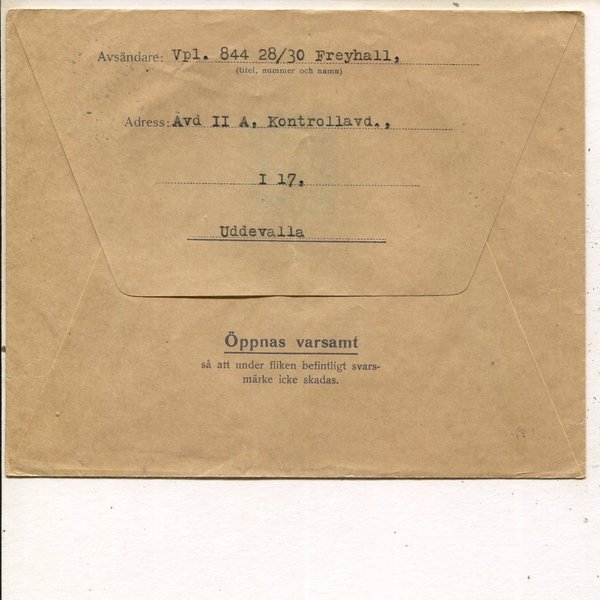 Avsändare: Vpl. 844 28/30 Freyhall,
(titel, nummer och namn)
Adress: Avd II A, Kontrollavd.,
I 17,
Uddevalla
Öppnas varsamt
så att under fliken befintligt svars-
märke icke skadas.